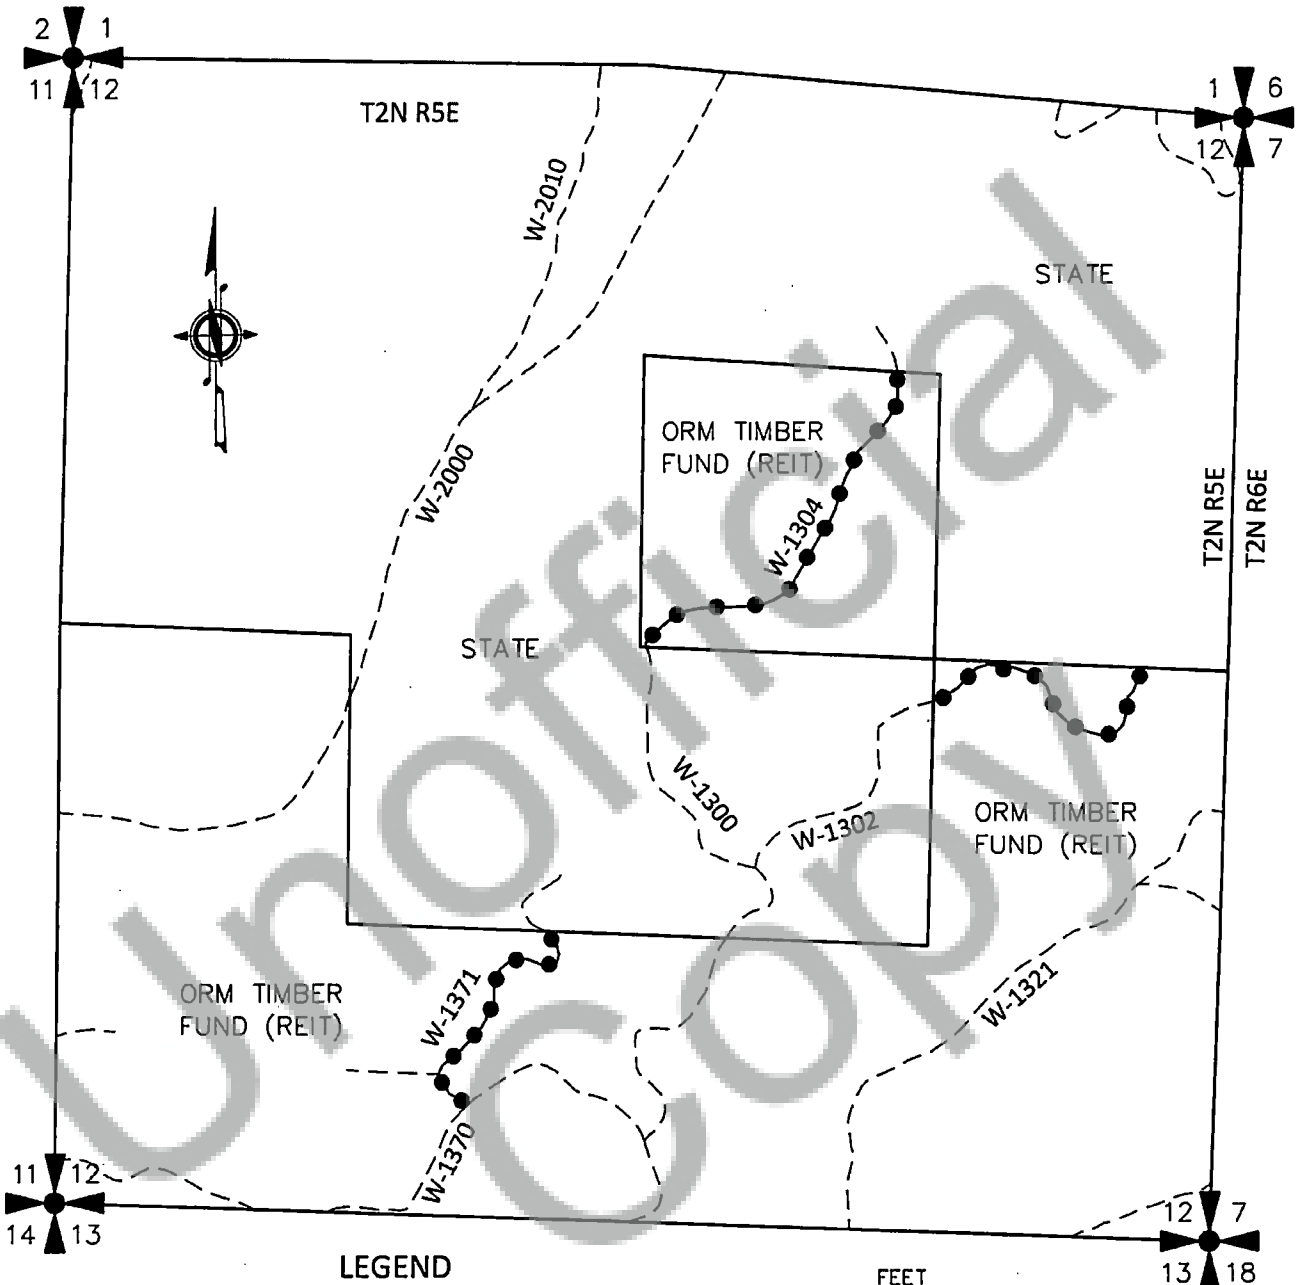 2 1
11 12
T2N R5E
1 6
12 7
W-2010
STATE
ORM TIMBER
FUND (REIT)
W-2000
W-1304
T2N R5E
T2N R6E
STATE
W-1300
W-1302
ORM TIMBER
FUND (REIT)
ORM TIMBER
FUND (REIT)
W-1371
W-1321
W-1370
11 12
14 13
12 7
13 18
LEGEND
FEET
Unofficial
Copy